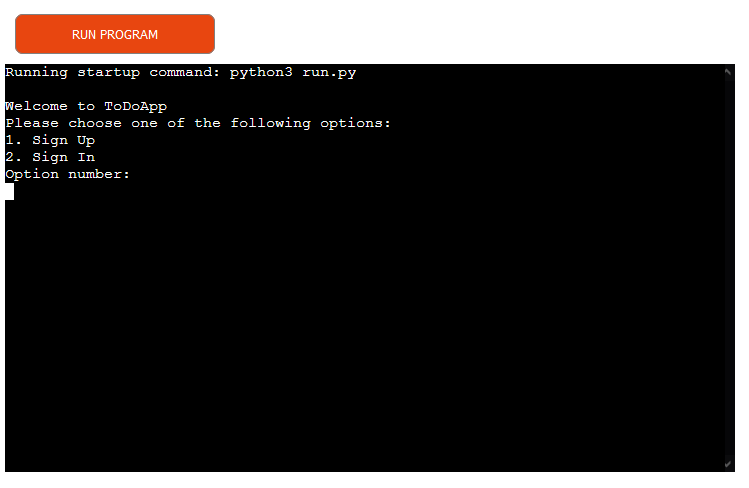 RUN PROGRAM
Running startup command: python3 run.py
Welcome to ToDoApp
Please choose one of the following options:
1. Sign Up
2. Sign In
Option number: